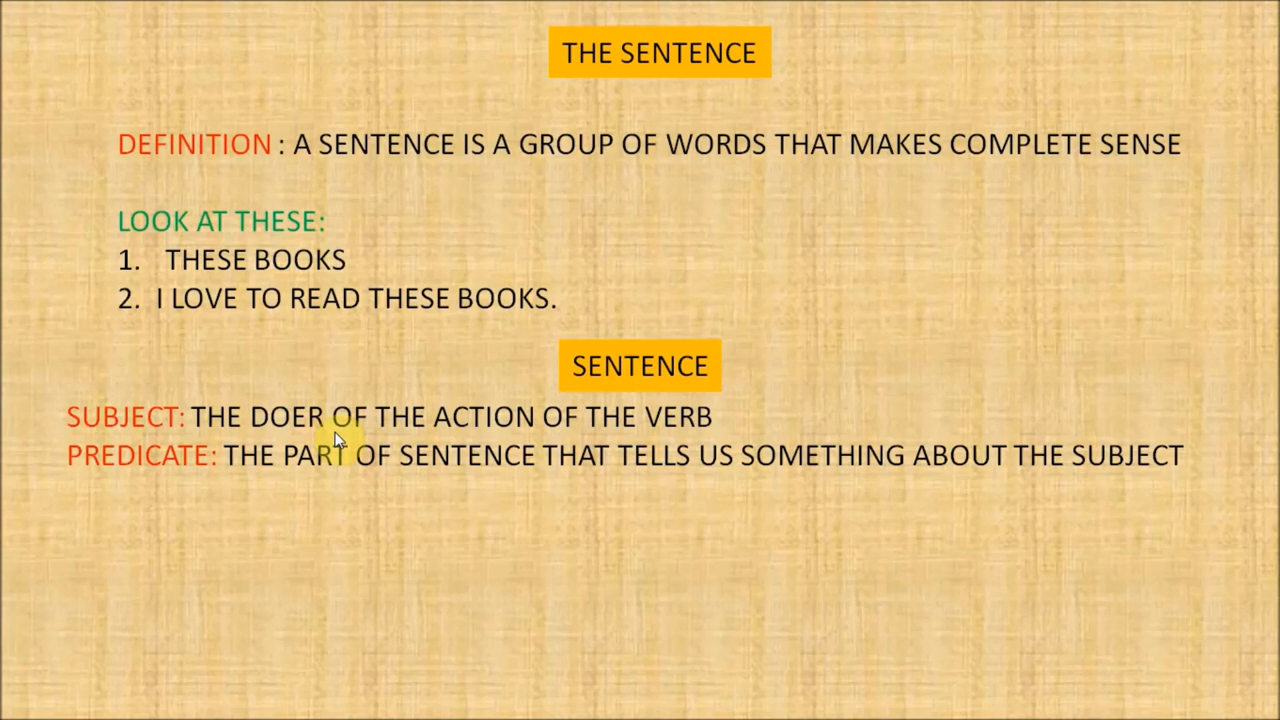 THE SENTENCE
DEFINITION : A SENTENCE IS A GROUP OF WORDS THAT MAKES COMPLETE SENSE
LOOK AT THESE:
1. THESE BOOKS
2. I LOVE TO READ THESE BOOKS.
SENTENCE
SUBJECT: THE DOER OF THE ACTION OF THE VERB
PREDICATE: THE PART OF SENTENCE THAT TELLS US SOMETHING ABOUT THE SUBJECT